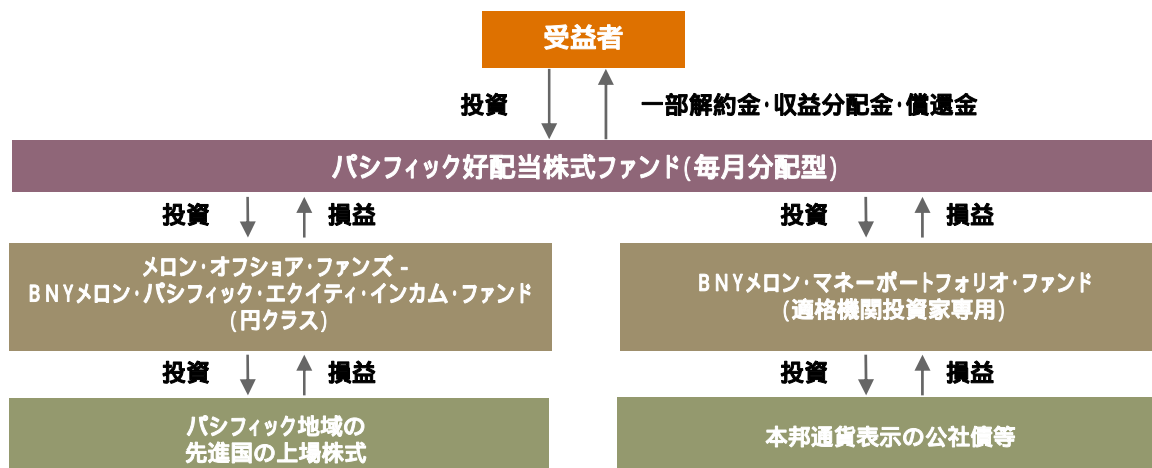 受益者
投資
一部解約金･収益分配金･償還金
パシフィック好配当株式ファンド(毎月分配型)
投資
損益
投資
損益
メロン･オフショア･ファンズ -
BNYメロン･パシフィック･エクイティ･インカム･ファンド
(円クラス)
BNYメロン･マネーポートフォリオ･ファンド
(適格機関投資家専用)
投資
損益
投資
損益
パシフィック地域の
先進国の上場株式
本邦通貨表示の公社債等